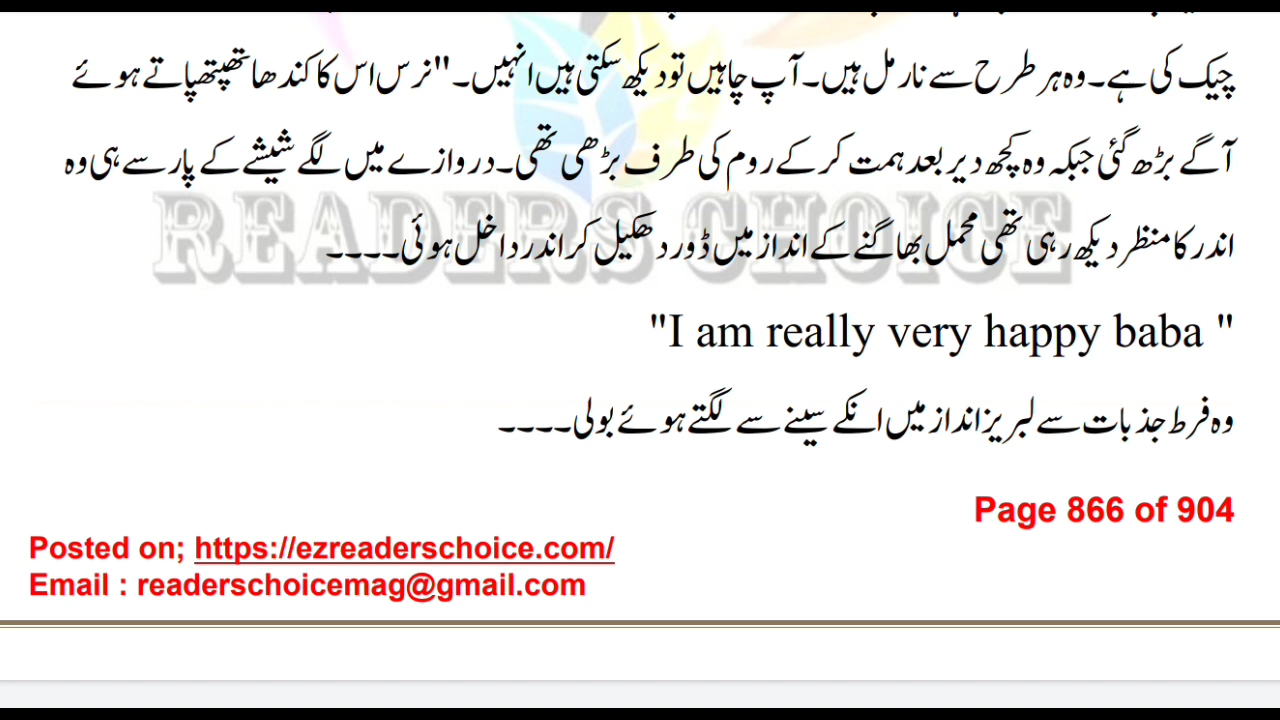 چیک کی ہے۔ وہ ہر طرح سے نارمل ہیں۔ آپ چاہیں تو دیکھ سکتی ہیں انہیں۔" نرس اس کا کندھا تھپتھپاتے ہوئے
آگے بڑھ گئی جبکہ وہ کچھ دیر بعد ہمت کر کے روم کی طرف بڑھی تھی۔ دروازے میں لگے شیشے کے پار سے ہی وہ
اندر کا منظر دیکھ رہی تھی محمل بھاگنے کے انداز میں ڈور دھکیل کر اندر داخل ہوئی۔۔۔۔
READERS CHOICE
"I am really very happy baba "
وہ فرط جذبات سے لبریز انداز میں انکے سینے سے لگتے ہوئے بولی۔۔۔۔
Page 866 of 904
Posted on; https://ezreaderschoice.com/
Email : readerschoicemag@gmail.com